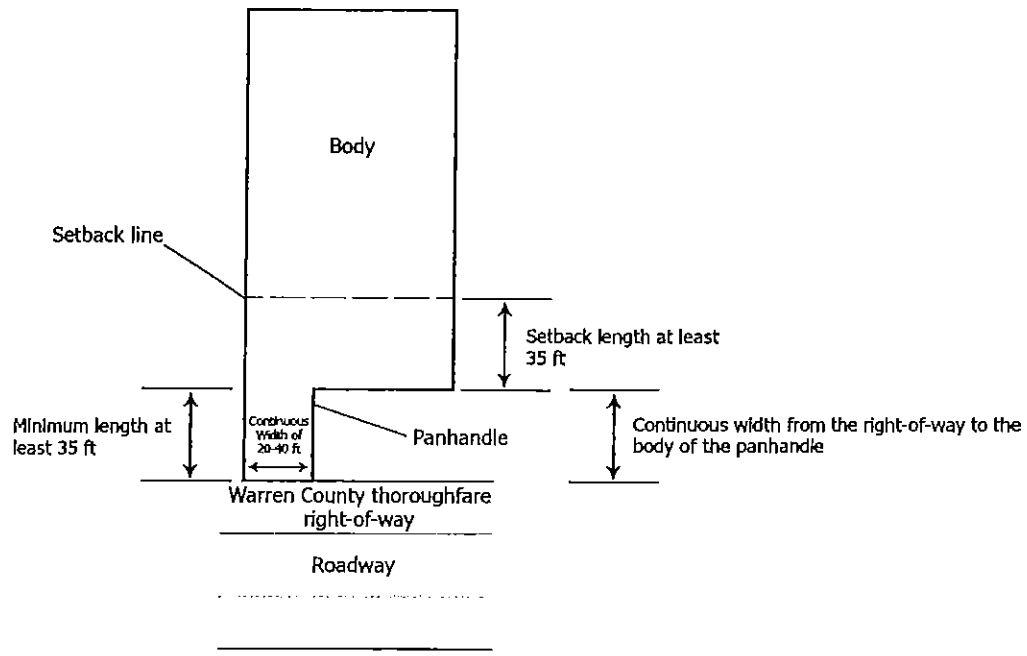 Body
Setback line
Setback length at least
35 ft
Minimum length at
least 35 ft
Continuous
Width of
20-40 ft
Panhandle
Continuous width from the right-of-way to the
body of the panhandle
Warren County thoroughfare
right-of-way
Roadway